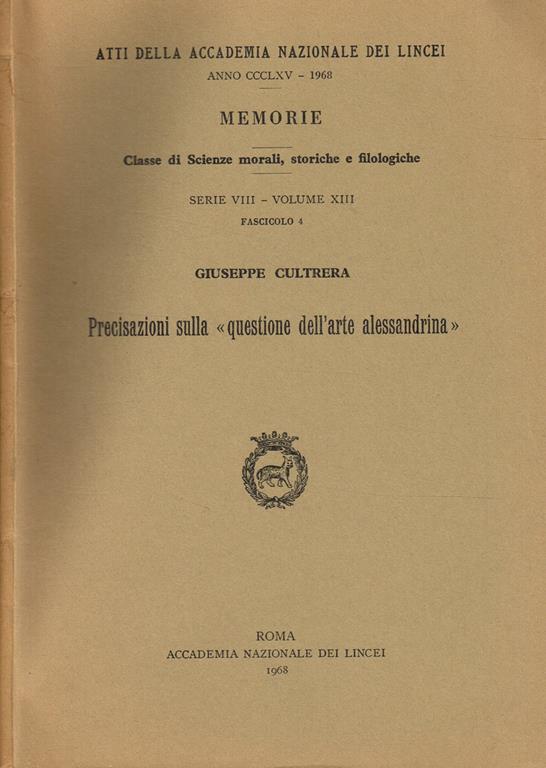 ATTI DELLA ACCADEMIA NAZIONALE DEI LINCEI
ANNO CCCLXV – 1968
MEMORIE
Classe di Scienze morali, storiche e filologiche
SERIE VIII – VOLUME XIII
FASCICOLO 4
GIUSEPPE CULTRERA
Precisazioni sulla « questione dell'arte alessandrina »
ROMA
ACCADEMIA NAZIONALE DEI LINCEI
1968